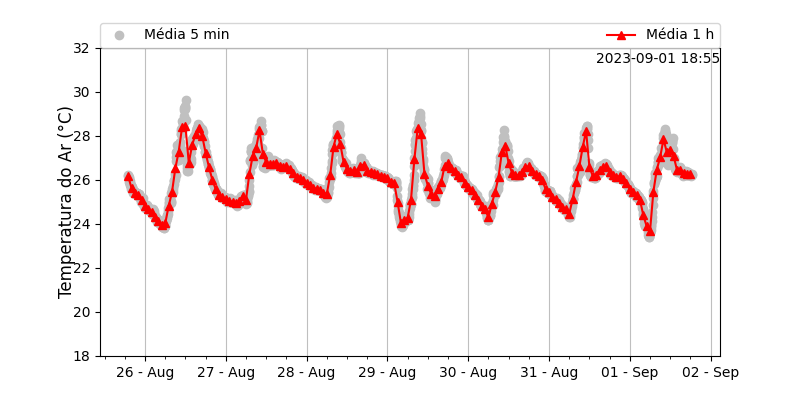 Média 5 min
Média 1 h
2023-09-01 18:55
Temperatura do Ar (°C)
32
30
28
26
24
22
20
18
26 - Aug
27 - Aug
28 - Aug
29 - Aug
30 - Aug
31 - Aug
01 - Sep
02 - Sep